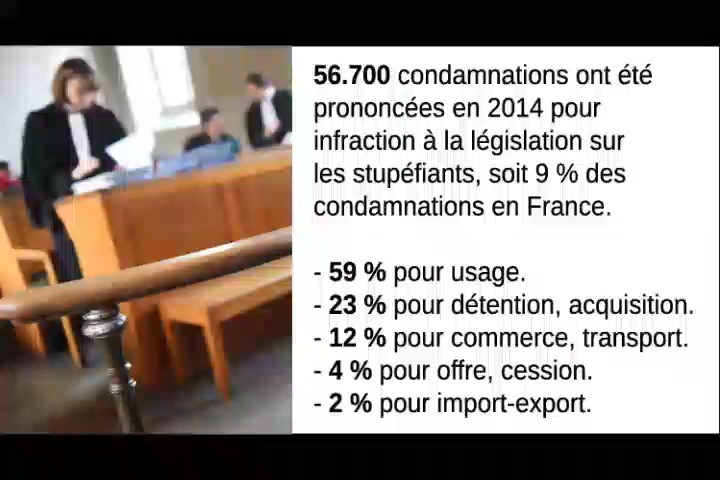 56.700 condamnations ont été
prononcées en 2014 pour
infraction à la législation sur
les stupéfiants, soit 9 % des
condamnations en France.
- 59 % pour usage.
- 23 % pour détention, acquisition.
- 12 % pour commerce, transport.
- 4 % pour offre, cession.
- 2 % pour import-export.